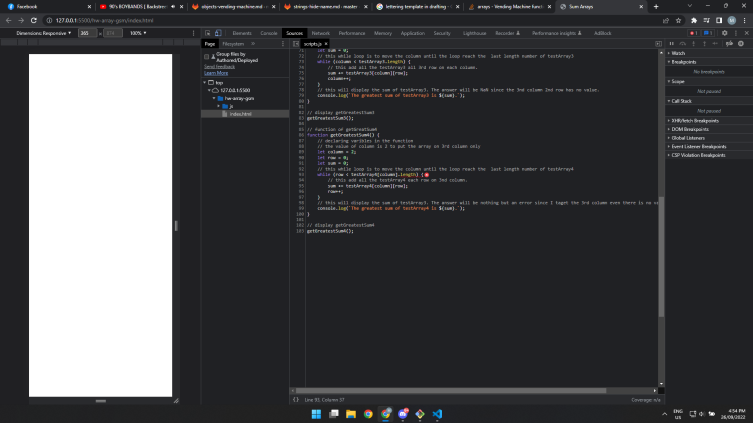 Facebook
90's BOYBANDS ( Backstreet
objects-vending-machine.md
strings-hide-name.md - master
lettering template in drafting
arrays - Vending Machine func
Sum Arrays
127.0.0.1:5500/hw-array-gsm/index.html
Dimensions: Responsive
265
100%
Elements
Console
Sources
Network
Performance
Memory
Application
Security
Lighthouse
Recorder
Performance insights
AdBlock
1
1
Page
Filesystem
scripts.js
Group files by
Authored/Deployed
Send feedback
Learn More
top
127.0.0.1:5500
hw-array-gsm
js
index.html
72 // this while loop is to move the column until the loop reach the last length number of testArray3
74 while (column < testArray3.length) {
75 // this add all the testArray3 all 3rd row on each column.
76 sum += testArray3[column][row];
77 column++;
78 }
79 // this will display the sum of testArray3. The answer will be NaN since the 3rd column 2nd row has no value.
80 console.log(`The greatest sum of testArray3 is ${sum}.`);
81 }
82
83 // display getGreatestSum3
84 getGreatestSum3();
85
86 // Function of getGreatSum4
87 function getGreatestSum4() {
88 // declaring varibles in the function
89 // the value of column is 2 to put the array on 3rd column only
90 let column = 2;
91 let row = 0;
92 let sum = 0;
93 // this while loop is to move the column until the loop reach the last length number of testArray4
94 while (row < testArray4[column].length) {
95 // this add all the testArray4 each row on 3nd column.
96 sum += testArray4[column][row];
97 row++;
98 }
99 // this will display the sum of testArray3. The answer will be nothing but an error since I taget the 3rd column even there is no va
100 console.log(`The greatest sum of testArray4 is ${sum}.`);
101 }
102 // display getGreatestSum4
103 getGreatestSum4();
Line 93, Column 37
Coverage: n/a
Watch
Breakpoints
No breakpoints
Scope
Not paused
Call Stack
Not paused
XHR/fetch Breakpoints
DOM Breakpoints
Global Listeners
Event Listener Breakpoints
CSP Violation Breakpoints
ENG
US
4:54 PM
26/09/2022